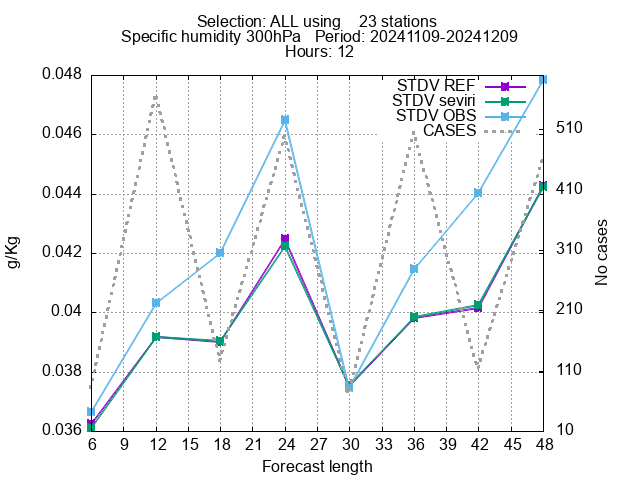 Selection: ALL using    23 stations
Specific humidity 300hPa   Period: 20241109-20241209
Hours: 12
STDV REF
STDV seviri
STDV OBS
CASES
0.048
0.046
0.044
0.042
0.04
0.038
0.036
g/Kg
510
410
310
210
110
10
No cases
6 9 12 15 18 21 24 27 30 33 36 39 42 45 48
Forecast length